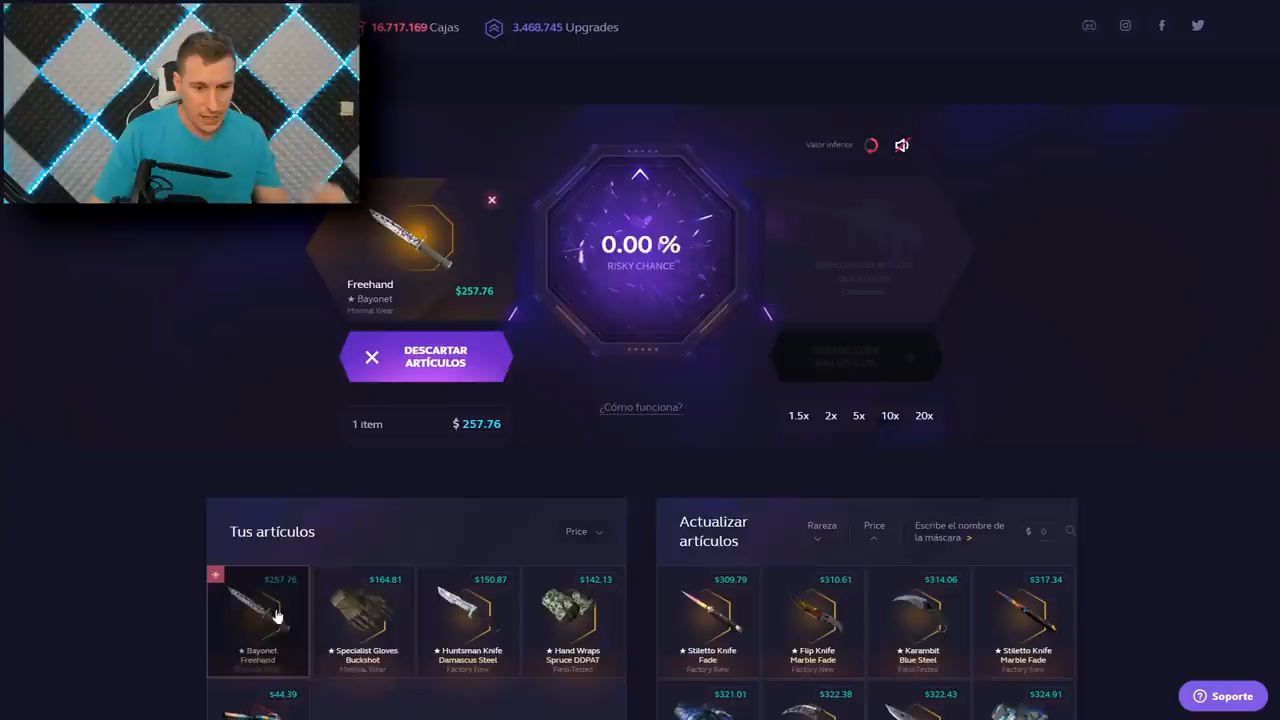 16.717.169 Cajas
3.468.745 Upgrades
Valor inferior
0.00 %
RISKY CHANCE
Freehand
★ Bayonet
Minimal Wear
$257.76
DESCARTAR
ARTÍCULOS
1 item
$ 257.76
¿Cómo funciona?
1.5x 2x 5x 10x 20x
Tus artículos
Price
Actualizar
artículos
Rareza
Price
Escribe el nombre de
la máscara >
$ 0
$257.76
★ Bayonet
Freehand
Minimal Wear
$164.81
★ Specialist Gloves
Buckshot
Minimal Wear
$150.87
★ Huntsman Knife
Damascus Steel
Factory New
$142.13
★ Hand Wraps
Spruce DDPAT
Field-Tested
$309.79
★ Stiletto Knife
Fade
Factory New
$310.61
★ Flip Knife
Marble Fade
Factory New
$314.06
★ Karambit
Blue Steel
Field-Tested
$317.34
★ Stiletto Knife
Marble Fade
Factory New
$44.39
$321.01
$322.38
$322.43
$324.91
Soporte